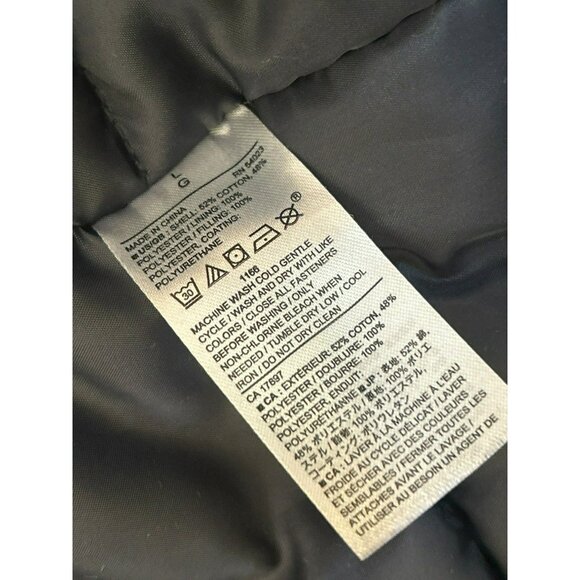 L
G
RN 54023
MADE IN CHINA
■ US/GB: SHELL: 52% COTTON, 48%
POLYESTER / LINING: 100%
POLYESTER / FILLING: 100%
POLYESTER / COATING: 100%
POLYURETHANE
30
1168
MACHINE WASH COLD GENTLE
CYCLE / WASH AND DRY WITH LIKE
COLORS / CLOSE ALL FASTENERS
BEFORE WASHING / ONLY
NON-CHLORINE BLEACH WHEN
NEEDED / TUMBLE DRY LOW / COOL
IRON / DO NOT DRY CLEAN
CA 17897
■ CA: EXTÉRIEUR: 52% COTON, 48%
POLYESTER / DOUBLURE: 100%
POLYESTER / BOURRE: 100%
POLYESTER, ENDUIT: 100%
POLYURÉTHANNE ■ JP: 表地: 52% 綿,
48% ポリエステル / 裏地: 100% ポリエ
ステル / 詰物: 100% ポリエステル,
コーティング: 100% ポリウレタン
■ CA: LAVER À LA MACHINE À L'EAU
FROIDE AU CYCLE DÉLICAT / LAVER
ET SÉCHER AVEC DES COULEURS
SEMBLABLES / FERMER TOUTES LES
ATTACHES AVANT LE LAVAGE /
UTILISER AU BESOIN UN AGENT DE